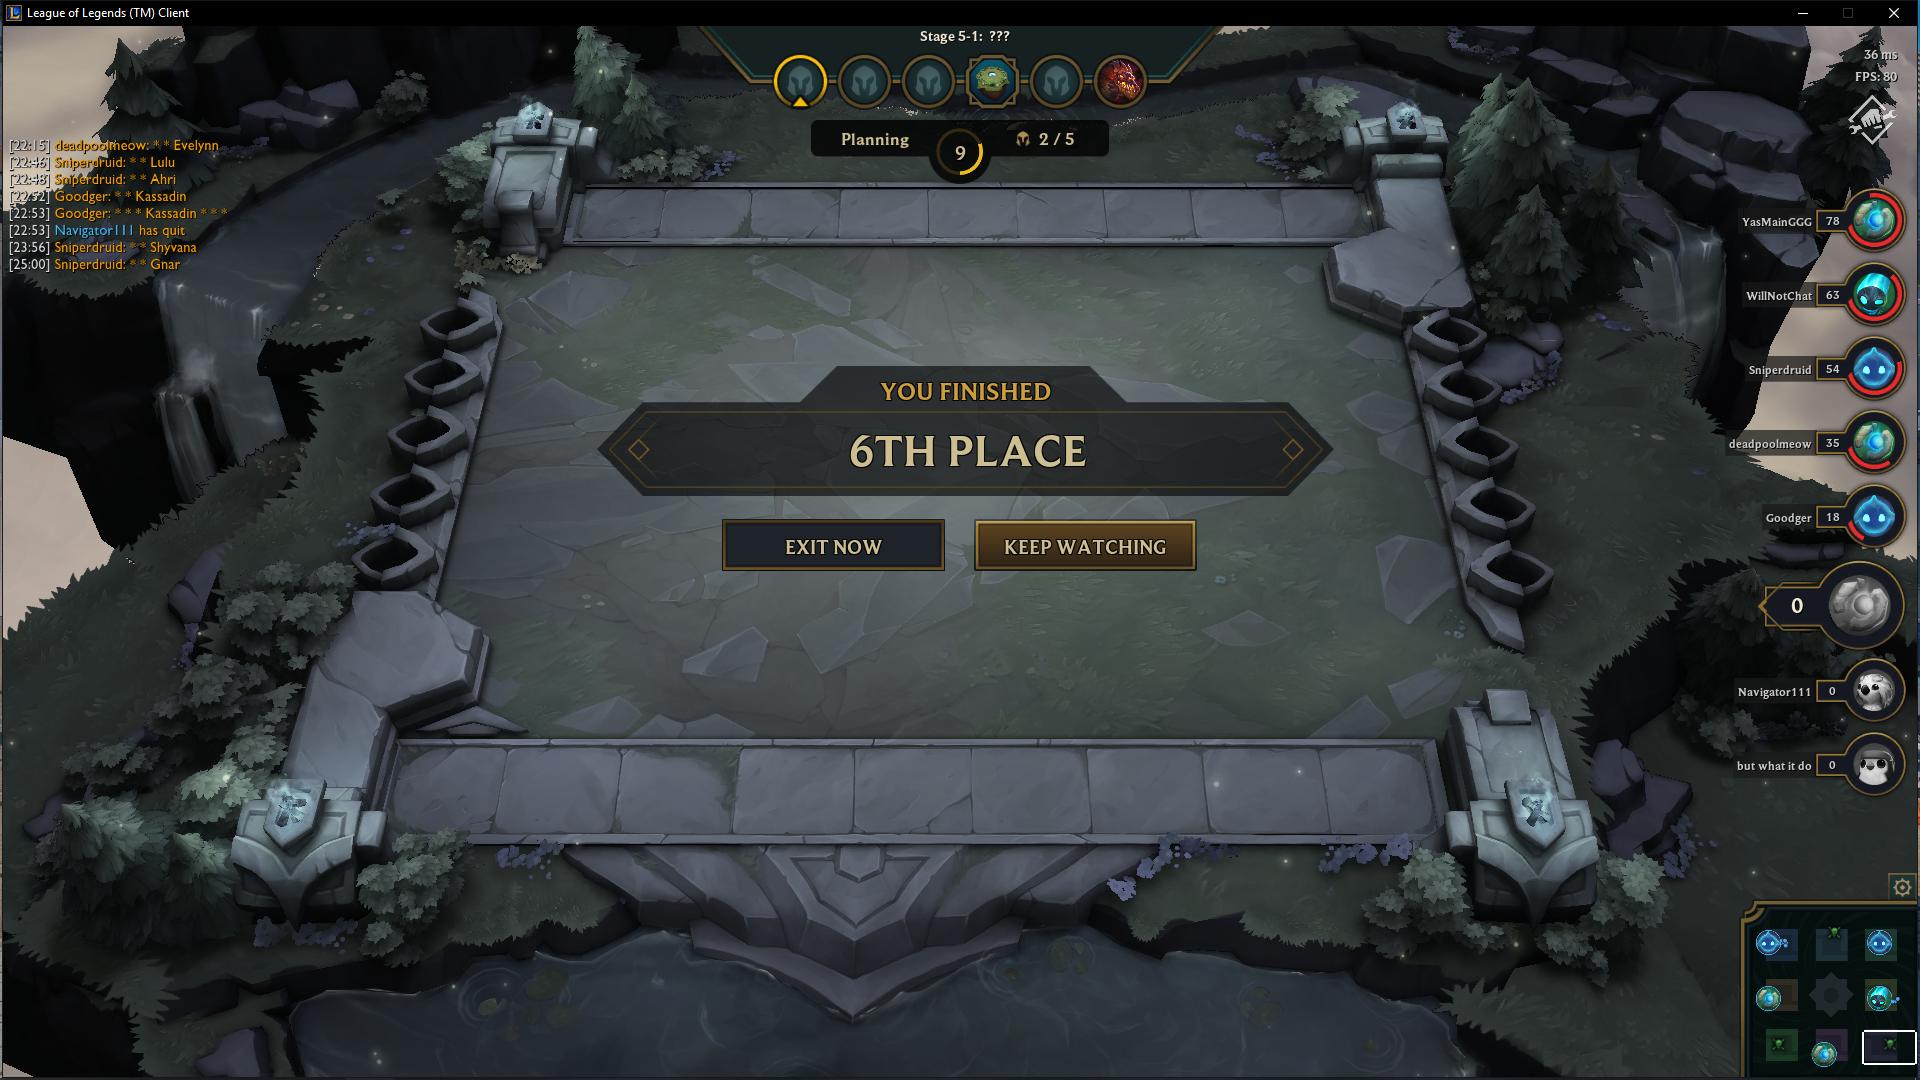 League of Legends (TM) Client
Stage 5-1: ???
36 ms
FPS: 80
Planning
9
2 / 5
[22:15] deadpoolmeow: * * Evelynn
[22:46] Sniperdruid: * * Lulu
[22:48] Sniperdruid: * * Ahri
[22:52] Goodger: * * Kassadin
[22:53] Goodger: * * * Kassadin * * *
[22:53] Navigator111 has quit
[23:56] Sniperdruid: * * Shyvana
[25:00] Sniperdruid: * * Gnar
YasMainGGG 78
WillNotChat 63
Sniperdruid 54
deadpoolmeow 35
Goodger 18
0
Navigator111 0
but what it do 0
YOU FINISHED
6TH PLACE
EXIT NOW
KEEP WATCHING